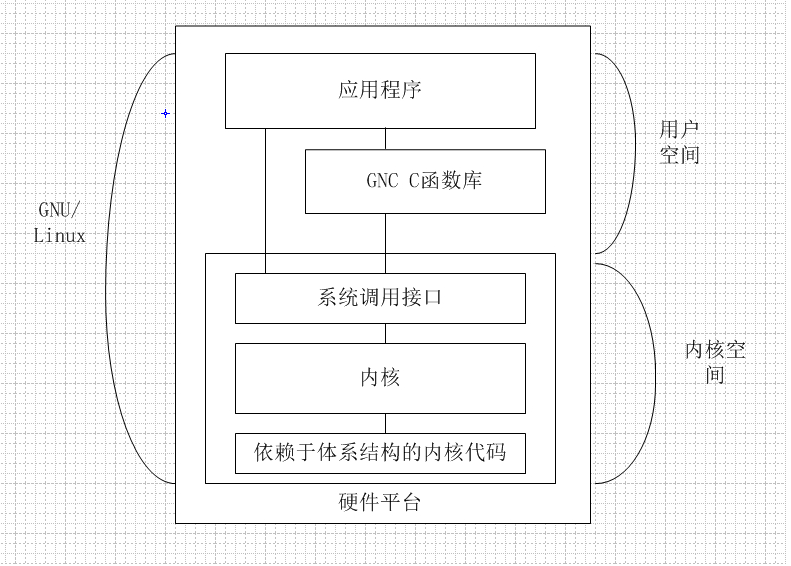 应用程序
用户
空间
GNC C函数库
GNU/
Linux
系统调用接口
内核空
间
内核
依赖于体系结构的内核代码
硬件平台